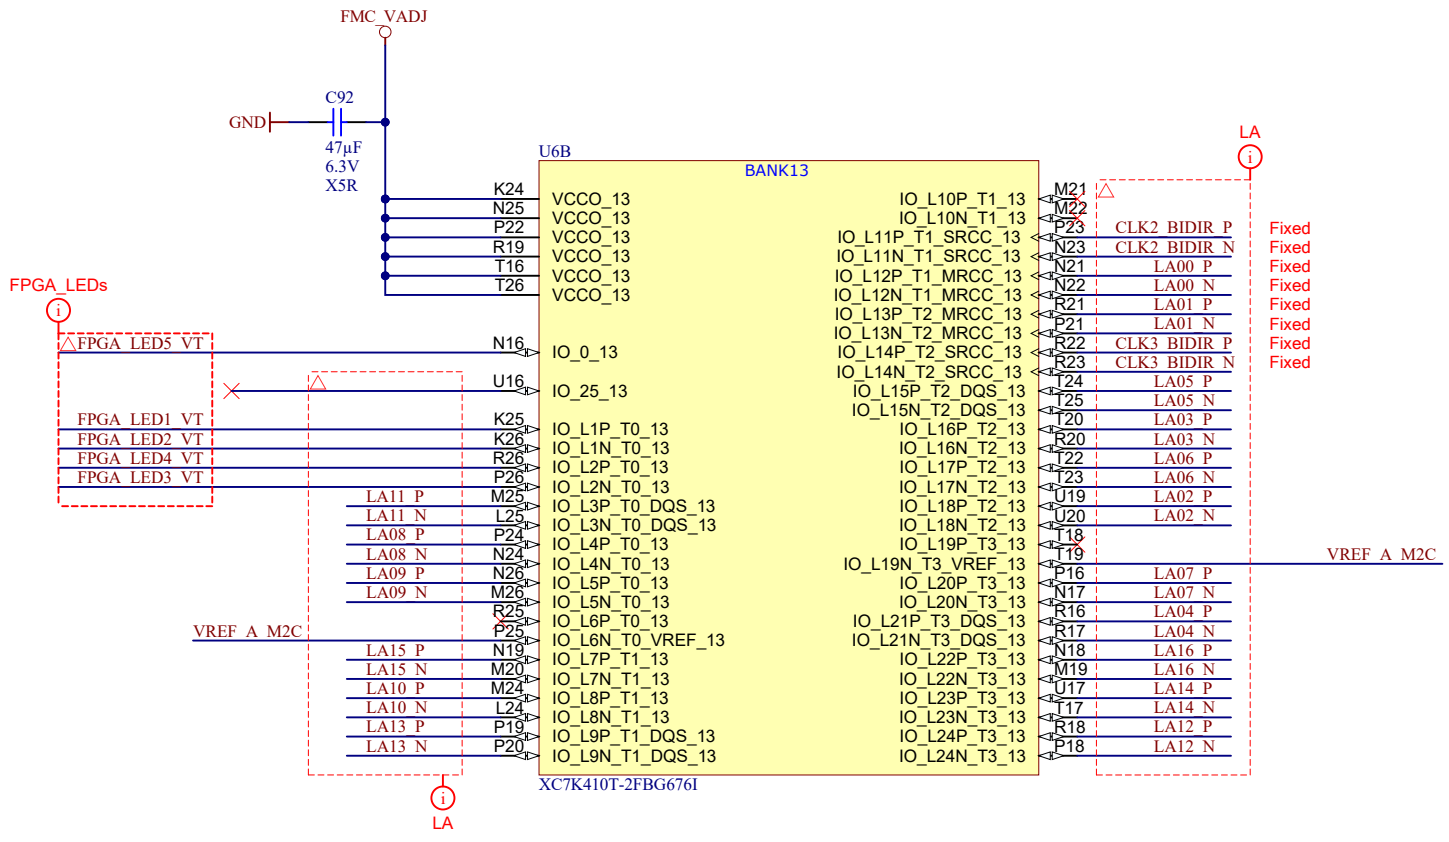 FMC_VADJ
C92
GND
47µF
6.3V
X5R
U6B
BANK13
LA
i
K24 VCCO_13
N25 VCCO_13
P22 VCCO_13
R19 VCCO_13
T16 VCCO_13
T26 VCCO_13
FPGA_LEDs
i
FPGA_LED5_VT N16 IO_0_13
U16 IO_25_13
FPGA_LED1_VT K25 IO_L1P_T0_13
FPGA_LED2_VT K26 IO_L1N_T0_13
FPGA_LED4_VT R26 IO_L2P_T0_13
FPGA_LED3_VT P26 IO_L2N_T0_13
LA11_P M25 IO_L3P_T0_DQS_13
LA11_N L25 IO_L3N_T0_DQS_13
LA08_P P24 IO_L4P_T0_13
LA08_N N24 IO_L4N_T0_13
LA09_P N26 IO_L5P_T0_13
LA09_N M26 IO_L5N_T0_13
R25 IO_L6P_T0_13
VREF_A_M2C P25 IO_L6N_T0_VREF_13
LA15_P N19 IO_L7P_T1_13
LA15_N M20 IO_L7N_T1_13
LA10_P M24 IO_L8P_T1_13
LA10_N L24 IO_L8N_T1_13
LA13_P P19 IO_L9P_T1_DQS_13
LA13_N P20 IO_L9N_T1_DQS_13
IO_L10P_T1_13 M21
IO_L10N_T1_13 M22
IO_L11P_T1_SRCC_13 P23 CLK2_BIDIR_P Fixed
IO_L11N_T1_SRCC_13 N23 CLK2_BIDIR_N Fixed
IO_L12P_T1_MRCC_13 N21 LA00_P Fixed
IO_L12N_T1_MRCC_13 N22 LA00_N Fixed
IO_L13P_T2_MRCC_13 R21 LA01_P Fixed
IO_L13N_T2_MRCC_13 P21 LA01_N Fixed
IO_L14P_T2_SRCC_13 R22 CLK3_BIDIR_P Fixed
IO_L14N_T2_SRCC_13 R23 CLK3_BIDIR_N Fixed
IO_L15P_T2_DQS_13 T24 LA05_P
IO_L15N_T2_DQS_13 T25 LA05_N
IO_L16P_T2_13 T20 LA03_P
IO_L16N_T2_13 R20 LA03_N
IO_L17P_T2_13 T22 LA06_P
IO_L17N_T2_13 T23 LA06_N
IO_L18P_T2_13 U19 LA02_P
IO_L18N_T2_13 U20 LA02_N
IO_L19P_T3_13 T18
IO_L19N_T3_VREF_13 T19 VREF_A_M2C
IO_L20P_T3_13 P16 LA07_P
IO_L20N_T3_13 N17 LA07_N
IO_L21P_T3_DQS_13 R16 LA04_P
IO_L21N_T3_DQS_13 R17 LA04_N
IO_L22P_T3_13 N18 LA16_P
IO_L22N_T3_13 M19 LA16_N
IO_L23P_T3_13 U17 LA14_P
IO_L23N_T3_13 T17 LA14_N
IO_L24P_T3_13 R18 LA12_P
IO_L24N_T3_13 P18 LA12_N
XC7K410T-2FBG676I
i
LA